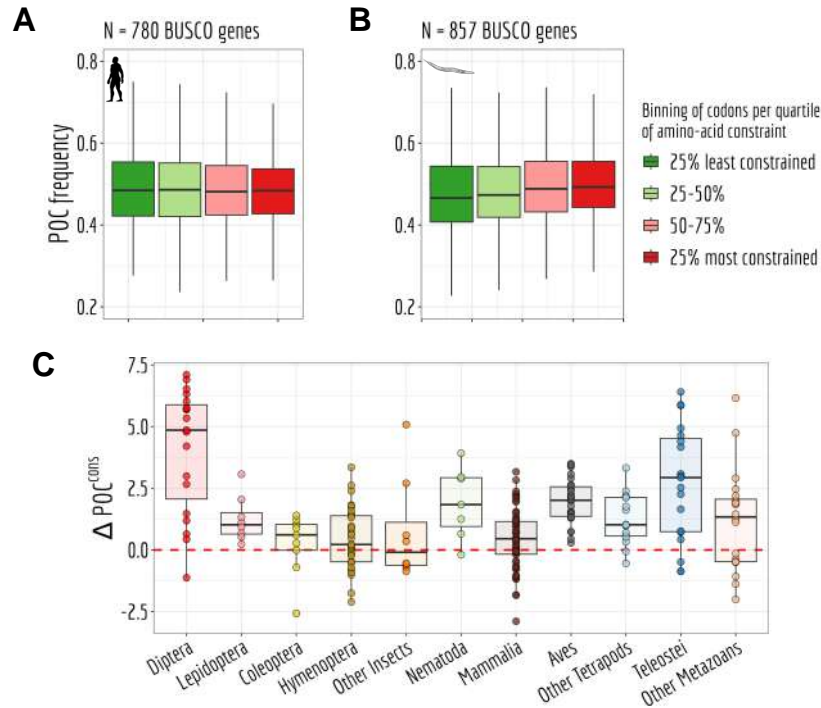 A
N = 780 BUSCO genes
0.8
0.6
0.4
0.2
POC frequency
B
N = 857 BUSCO genes
0.8
0.6
0.4
0.2
Binning of codons per quartile
of amino-acid constraint
25% least constrained
25-50%
50-75%
25% most constrained
C
7.5
5.0
2.5
0.0
-2.5
Δ POCcons
Diptera
Lepidoptera
Coleoptera
Hymenoptera
Other Insects
Nematoda
Mammalia
Aves
Other Tetrapods
Teleostei
Other Metazoans